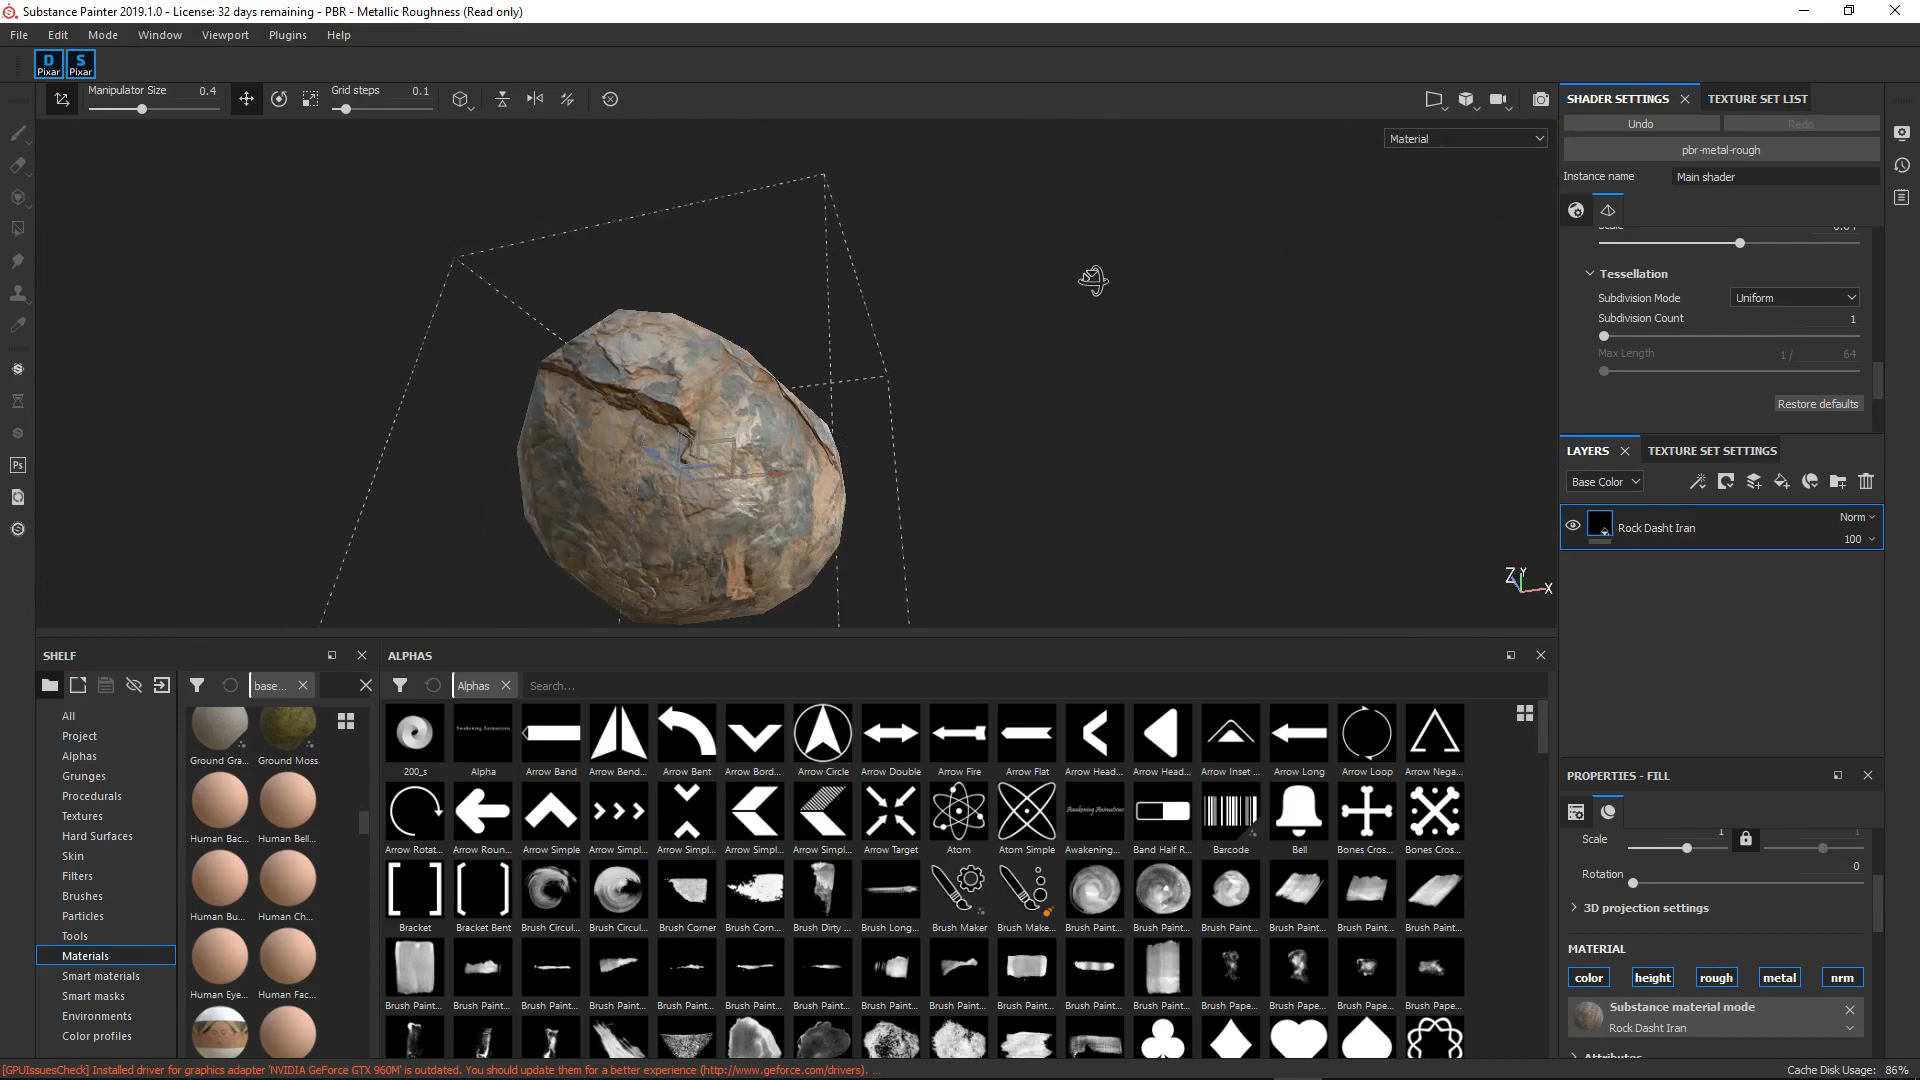 Substance Painter 2019.1.0 - License: 32 days remaining - PBR - Metallic Roughness (Read only)
File Edit Mode Window Viewport Plugins Help
D Pixar S Pixar
Manipulator Size 0.4 Grid steps 0.1
Material
SHADER SETTINGS TEXTURE SET LIST
Undo Redo
pbr-metal-rough
Instance name Main shader
Tessellation
Subdivision Mode Uniform
Subdivision Count 1
Max Length 1 / 64
Restore defaults
LAYERS TEXTURE SET SETTINGS
Base Color
Rock Dasht Iran Norm
100
Z Y X
SHELF
base...
All
Project
Alphas
Grunges
Procedurals
Textures
Hard Surfaces
Skin
Filters
Brushes
Particles
Tools
Materials
Smart materials
Smart masks
Environments
Color profiles
Ground Gra... Ground Moss
Human Bac... Human Bell...
Human Bu... Human Ch...
Human Eye... Human Fac...
ALPHAS
Alphas Search...
Awakening Animations
200_s Alpha Arrow Band Arrow Bend... Arrow Bent Arrow Bord... Arrow Circle Arrow Double Arrow Fire Arrow Flat Arrow Head... Arrow Head... Arrow Inset ... Arrow Long Arrow Loop Arrow Nega...
Awakening Animations
Arrow Rotat... Arrow Roun... Arrow Simple Arrow Simpl... Arrow Simpl... Arrow Simpl... Arrow Simpl... Arrow Target Atom Atom Simple Awakening... Band Half R... Barcode Bell Bones Cros... Bones Cros...
Bracket Bracket Bent Brush Circul... Brush Circul... Brush Corner Brush Corn... Brush Dirty ... Brush Long... Brush Maker Brush Make... Brush Paint... Brush Paint... Brush Paint... Brush Paint... Brush Paint... Brush Paint...
Brush Paint... Brush Paint... Brush Paint... Brush Paint... Brush Paint... Brush Paint... Brush Paint... Brush Paint... Brush Paint... Brush Paint... Brush Paint... Brush Paint... Brush Pape... Brush Pape... Brush Pape... Brush Pape...
PROPERTIES - FILL
Scale 1 1
Rotation 0
3D projection settings
MATERIAL
color height rough metal nrm
Substance material mode
Rock Dasht Iran
Ps
[GPUIssuesCheck] Installed driver for graphics adapter 'NVIDIA GeForce GTX 960M' is outdated. You should update them for a better experience (http://www.geforce.com/drivers). ...
Cache Disk Usage: 86%